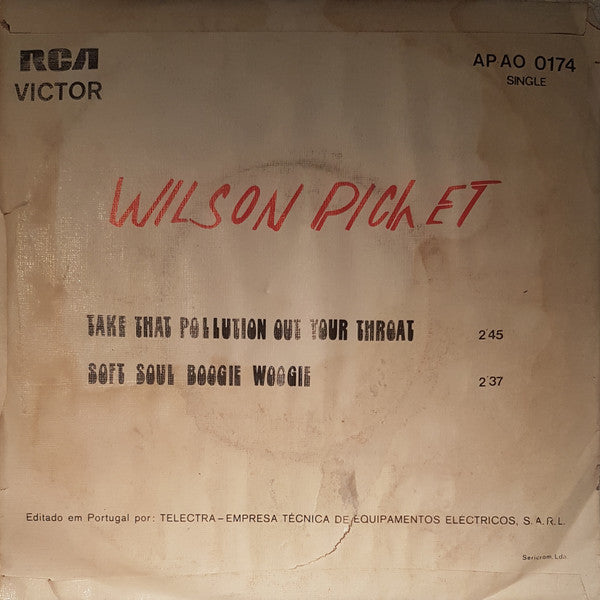 RCA
VICTOR
APAO 0174
SINGLE
WILSON PICKET
TAKE THAT POLLUTION OUT YOUR THROAT 2'45
SOFT SOUL BOOGIE WOOGIE 2'37
Editado em Portugal por: TELECTRA-EMPRESA TÉCNICA DE EQUIPAMENTOS ELÉCTRICOS, S.A.R.L.
Sericrom, Lda.